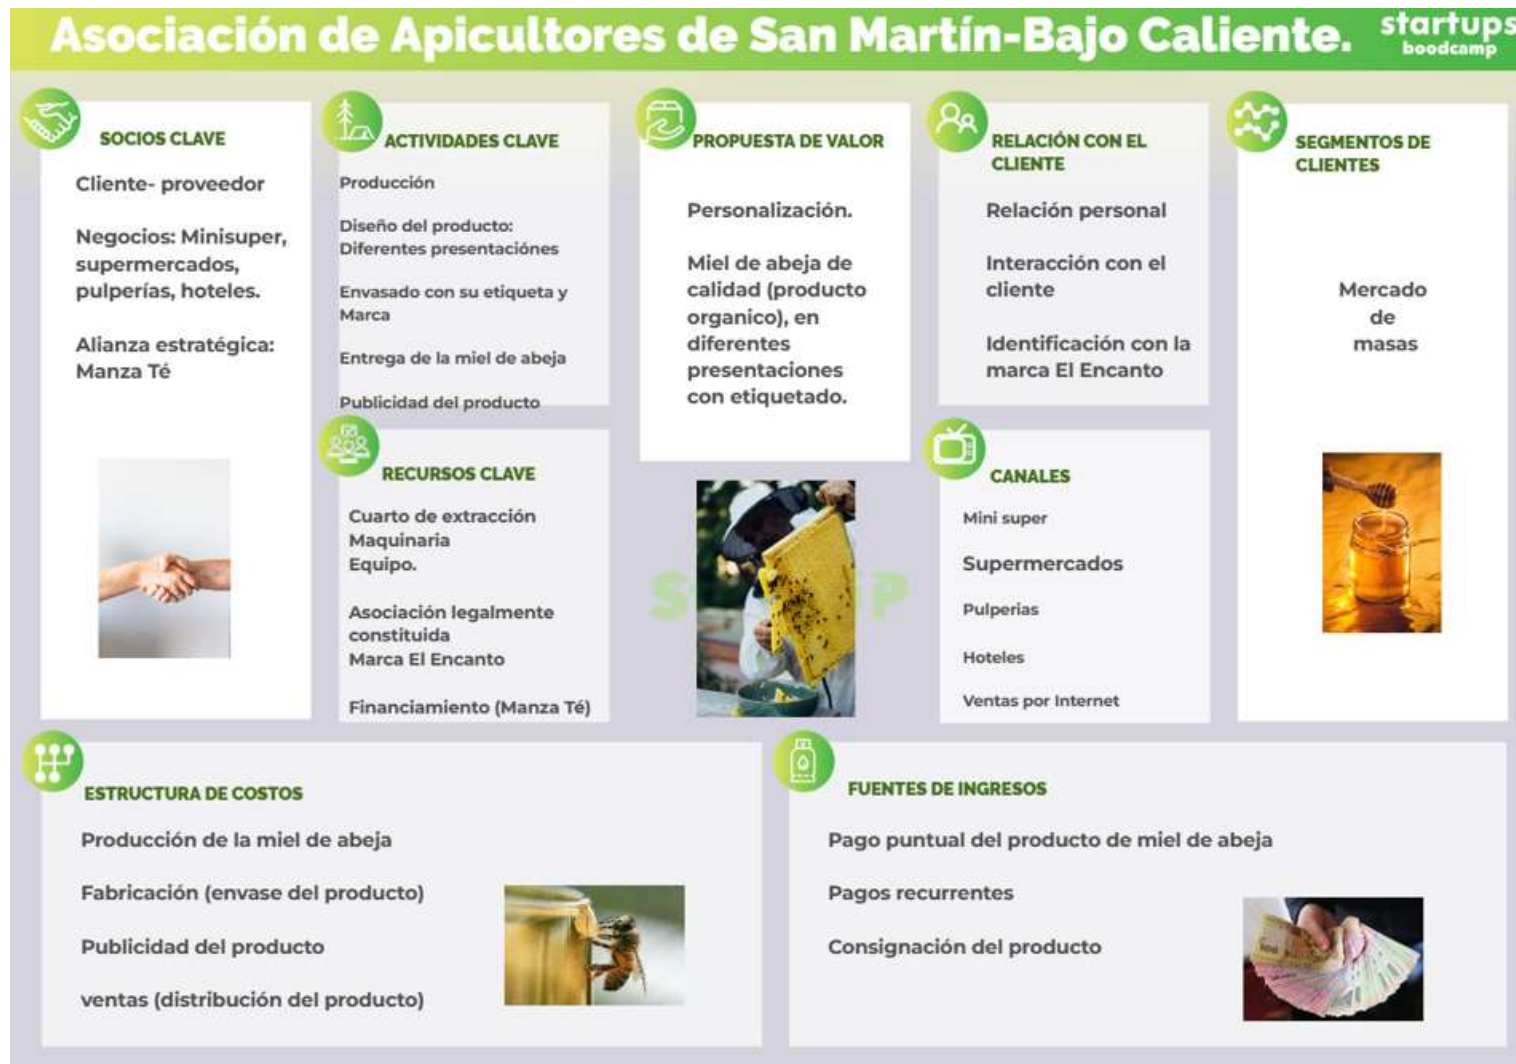 Asociación de Apicultores de San Martín-Bajo Caliente.
startups
boodcamp
SOCIOS CLAVE
Cliente- proveedor
Negocios: Minisuper,
supermercados,
pulperías, hoteles.
Alianza estratégica:
Manza Té
ACTIVIDADES CLAVE
Producción
Diseño del producto:
Diferentes presentaciónes
Envasado con su etiqueta y
Marca
Entrega de la miel de abeja
Publicidad del producto
RECURSOS CLAVE
Cuarto de extracción
Maquinaria
Equipo.
Asociación legalmente
constituida
Marca El Encanto
Financiamiento (Manza Té)
PROPUESTA DE VALOR
Personalización.
Miel de abeja de
calidad (producto
organico), en
diferentes
presentaciones
con etiquetado.
RELACIÓN CON EL
CLIENTE
Relación personal
Interacción con el
cliente
Identificación con la
marca El Encanto
CANALES
Mini super
Supermercados
Pulperias
Hoteles
Ventas por Internet
SEGMENTOS DE
CLIENTES
Mercado
de
masas
ESTRUCTURA DE COSTOS
Producción de la miel de abeja
Fabricación (envase del producto)
Publicidad del producto
ventas (distribución del producto)
FUENTES DE INGRESOS
Pago puntual del producto de miel de abeja
Pagos recurrentes
Consignación del producto